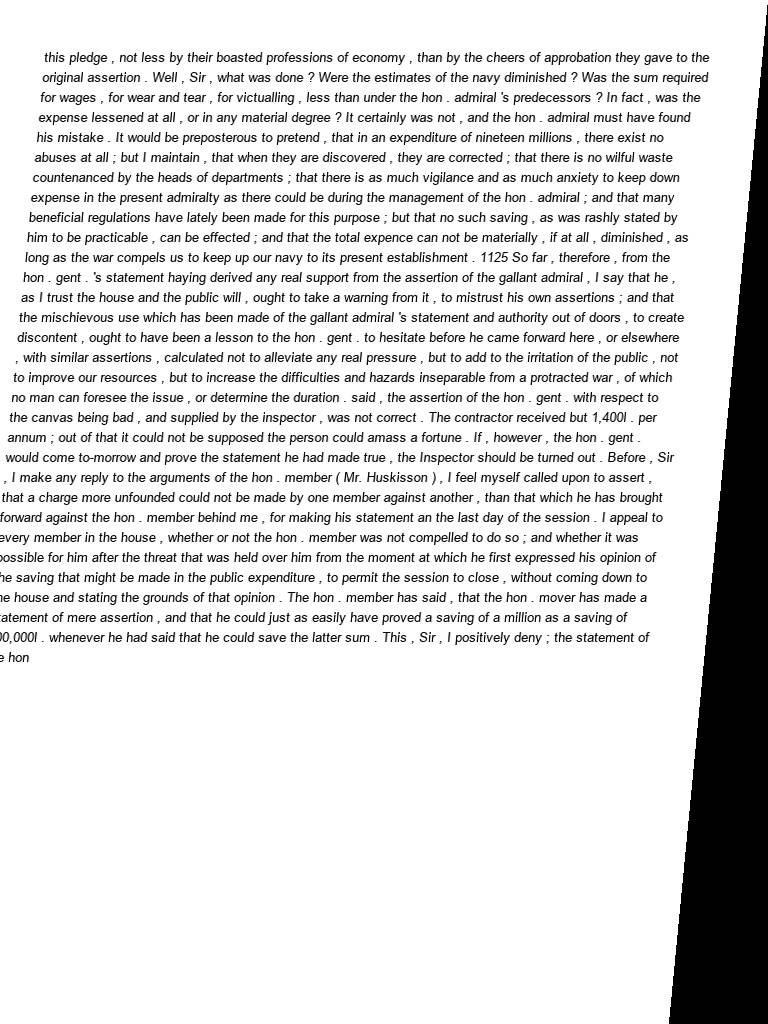 this pledge , not less by their boasted professions of economy , than by the cheers of approbation they gave to the
original assertion . Well , Sir , what was done ? Were the estimates of the navy diminished ? Was the sum required
for wages , for wear and tear , for victualling , less than under the hon . admiral 's predecessors ? In fact , was the
expense lessened at all , or in any material degree ? It certainly was not , and the hon . admiral must have found
his mistake . It would be preposterous to pretend , that in an expenditure of nineteen millions , there exist no
abuses at all ; but I maintain , that when they are discovered , they are corrected ; that there is no wilful waste
countenanced by the heads of departments ; that there is as much vigilance and as much anxiety to keep down
expense in the present admiralty as there could be during the management of the hon . admiral ; and that many
beneficial regulations have lately been made for this purpose ; but that no such saving , as was rashly stated by
him to be practicable , can be effected ; and that the total expence can not be materially , if at all , diminished , as
long as the war compels us to keep up our navy to its present establishment . 1125 So far , therefore , from the
hon . gent . 's statement having derived any real support from the assertion of the gallant admiral , I say that he ,
as I trust the house and the public will , ought to take a warning from it , to mistrust his own assertions ; and that
the mischievous use which has been made of the gallant admiral 's statement and authority out of doors , to create
discontent , ought to have been a lesson to the hon . gent . to hesitate before he came forward here , or elsewhere
, with similar assertions , calculated not to alleviate any real pressure , but to add to the irritation of the public , not
to improve our resources , but to increase the difficulties and hazards inseparable from a protracted war , of which
no man can foresee the issue , or determine the duration . said , the assertion of the hon . gent . with respect to
the canvas being bad , and supplied by the inspector , was not correct . The contractor received but 1,400l . per
annum ; out of that it could not be supposed the person could amass a fortune . If , however , the hon . gent .
would come to-morrow and prove the statement he had made true , the Inspector should be turned out . Before , Sir
, I make any reply to the arguments of the hon . member ( Mr. Huskisson ) , I feel myself called upon to assert ,
that a charge more unfounded could not be made by one member against another , than that which he has brought
forward against the hon . member behind me , for making his statement an the last day of the session . I appeal to
every member in the house , whether or not the hon . member was not compelled to do so ; and whether it was
possible for him after the threat that was held over him from the moment at which he first expressed his opinion of
he saving that might be made in the public expenditure , to permit the session to close , without coming down to
he house and stating the grounds of that opinion . The hon . member has said , that the hon . mover has made a
tatement of mere assertion , and that he could just as easily have proved a saving of a million as a saving of
00,000l . whenever he had said that he could save the latter sum . This , Sir , I positively deny ; the statement of
e hon